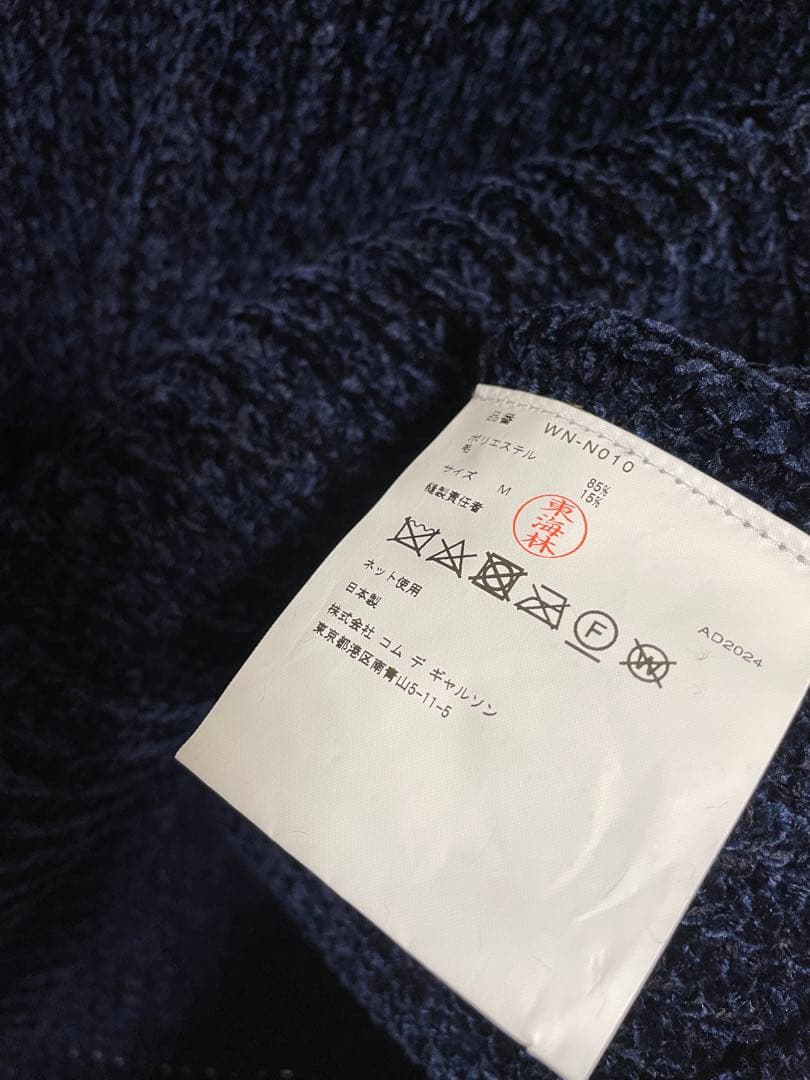 品番 WN-N010
ポリエステル 85%
毛 15%
サイズ M
縫製責任者 東海林
F W
AD2024
ネット使用
日本製
株式会社 コム デ ギャルソン
東京都港区南青山5-11-5